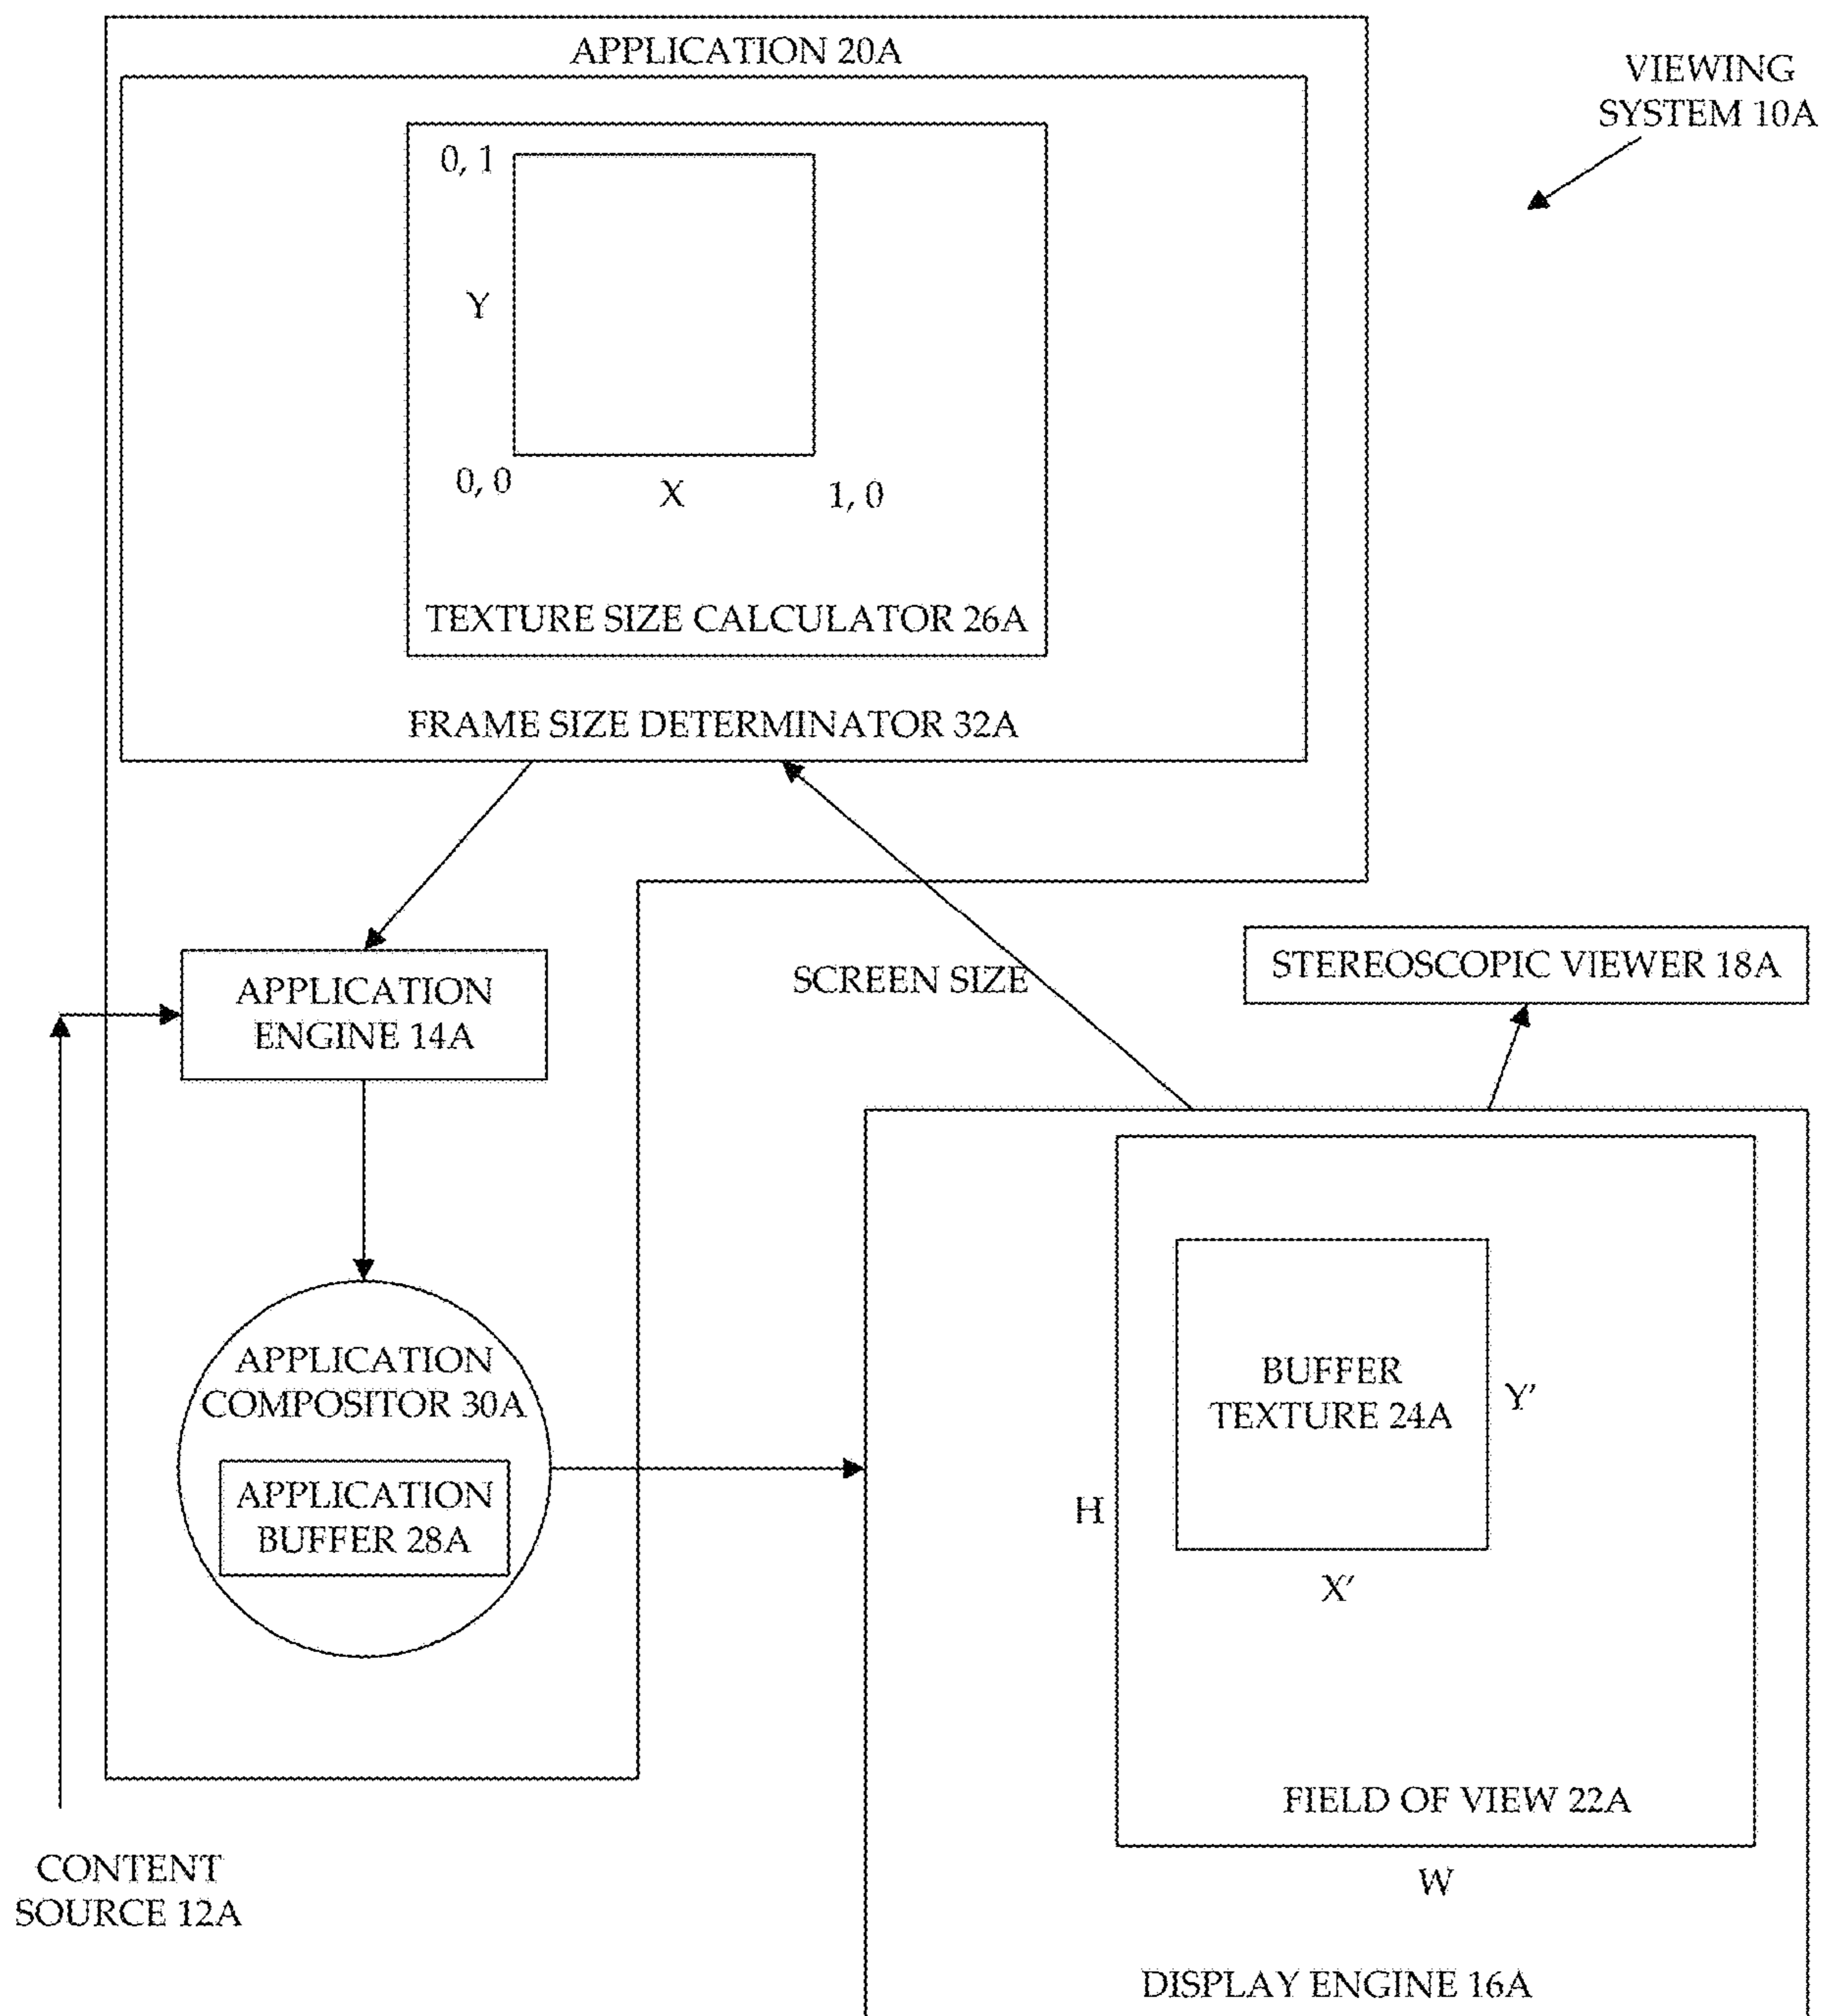 APPLICATION 20A
VIEWING
SYSTEM 10A
0, 1
Y
0, 0
X
1, 0
TEXTURE SIZE CALCULATOR 26A
FRAME SIZE DETERMINATOR 32A
APPLICATION
ENGINE 14A
SCREEN SIZE
STEREOSCOPIC VIEWER 18A
APPLICATION
COMPOSITOR 30A
APPLICATION
BUFFER 28A
BUFFER
TEXTURE 24A
Y'
H
X'
FIELD OF VIEW 22A
W
CONTENT
SOURCE 12A
DISPLAY ENGINE 16A